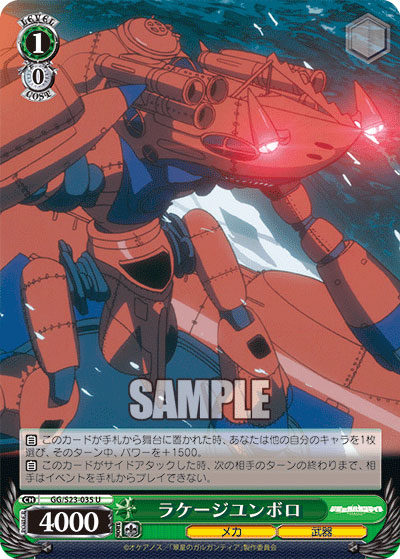 LEVEL
1
0
COST
SAMPLE
自 このカードが手札から舞台に置かれた時、あなたは他の自分のキャラを1枚
選び、そのターン中、パワーを+1500。
自 このカードがサイドアタックした時、次の相手のターンの終わりまで、相
手はイベントを手札からプレイできない。
CH GG/S23-035 U
4000
ラケージユンボロ
メカ 武器
©オケアノス/「翠星のガルガンティア」製作委員会